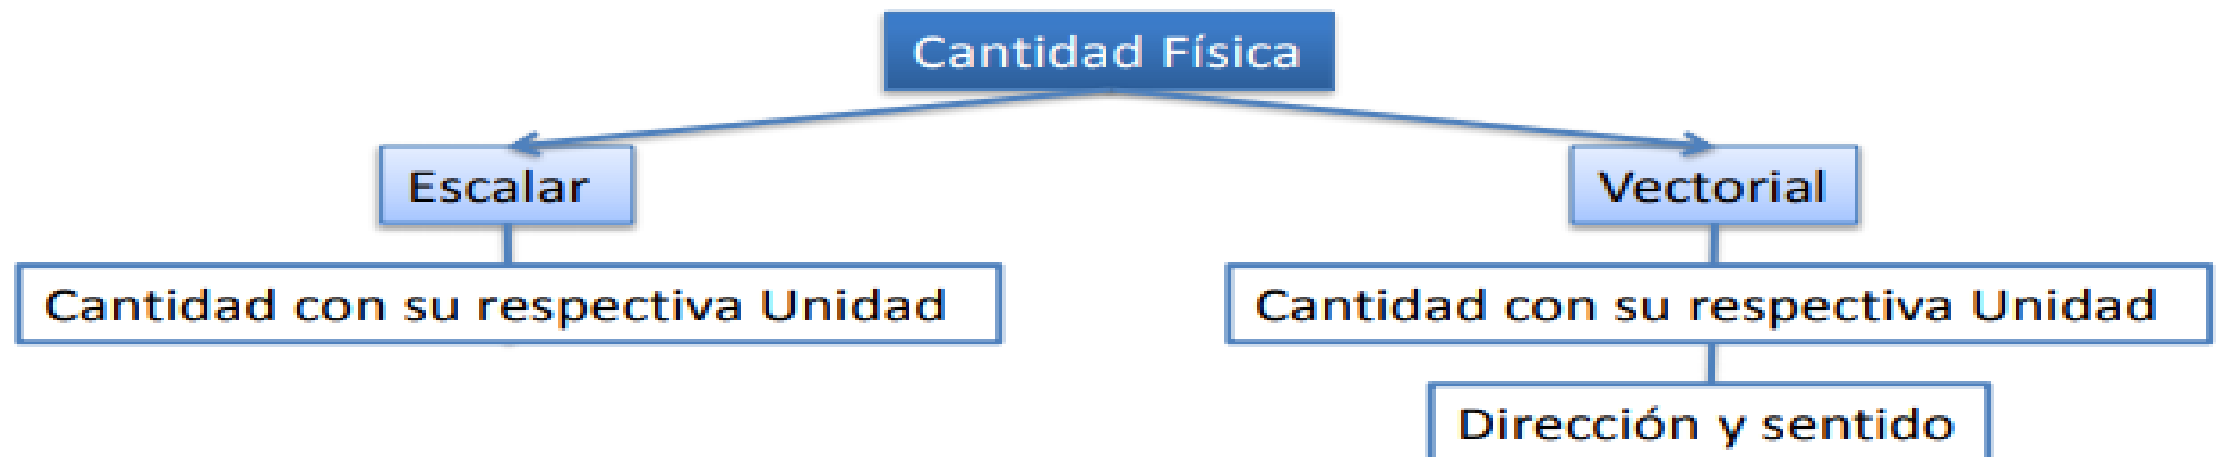 Cantidad Física
Escalar
Vectorial
Cantidad con su respectiva Unidad
Cantidad con su respectiva Unidad
Dirección y sentido